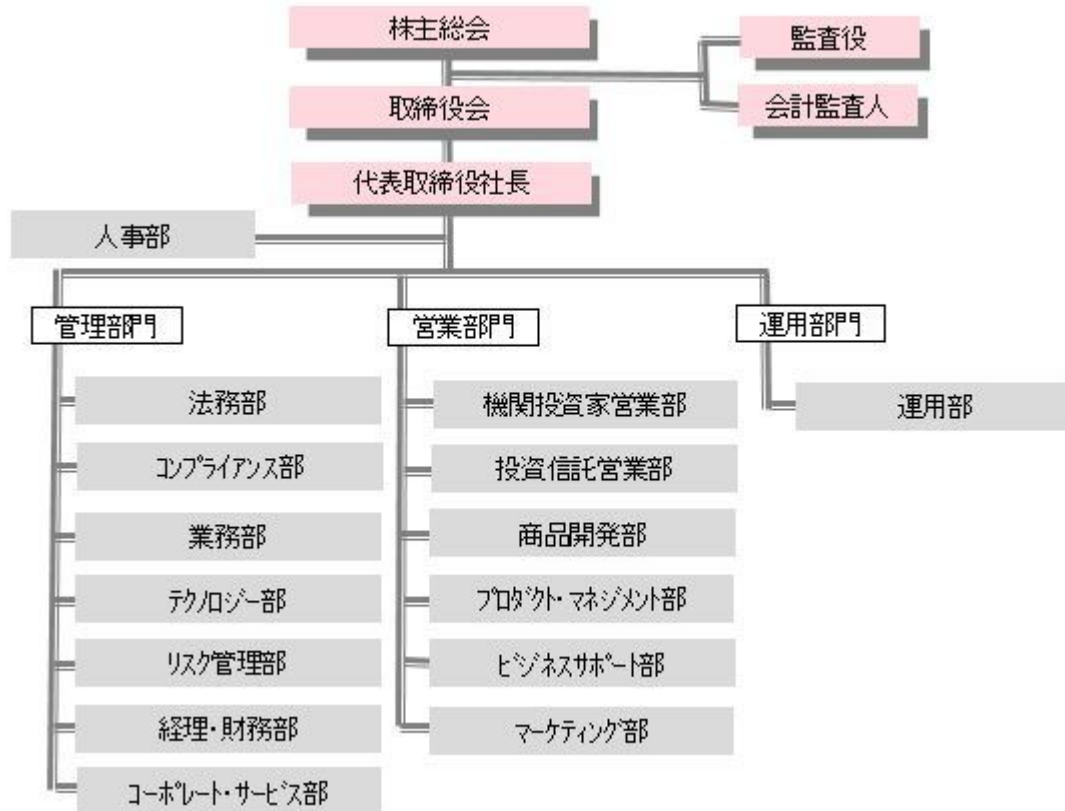 株主総会
監査役
取締役会
会計監査人
代表取締役社長
人事部
管理部門
営業部門
運用部門
法務部
コンプライアンス部
業務部
テクノロジー部
リスク管理部
経理・財務部
コーポレート・サービス部
機関投資家営業部
投資信託営業部
商品開発部
プロダクト・マネジメント部
ビジネスサポート部
マーケティング部
運用部